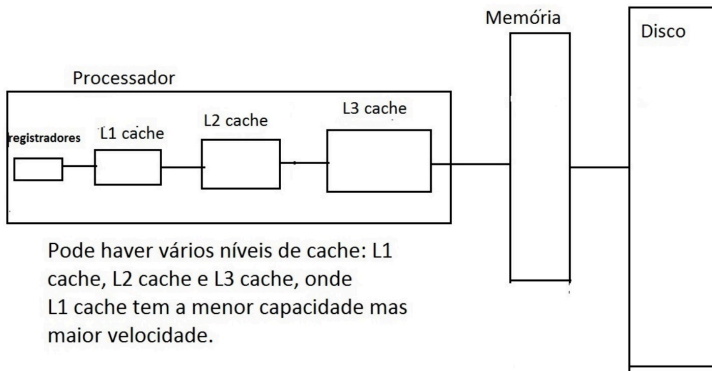 Memória
Disco
Processador
registradores
L1 cache
L2 cache
L3 cache
Pode haver vários níveis de cache: L1
cache, L2 cache e L3 cache, onde
L1 cache tem a menor capacidade mas
maior velocidade.